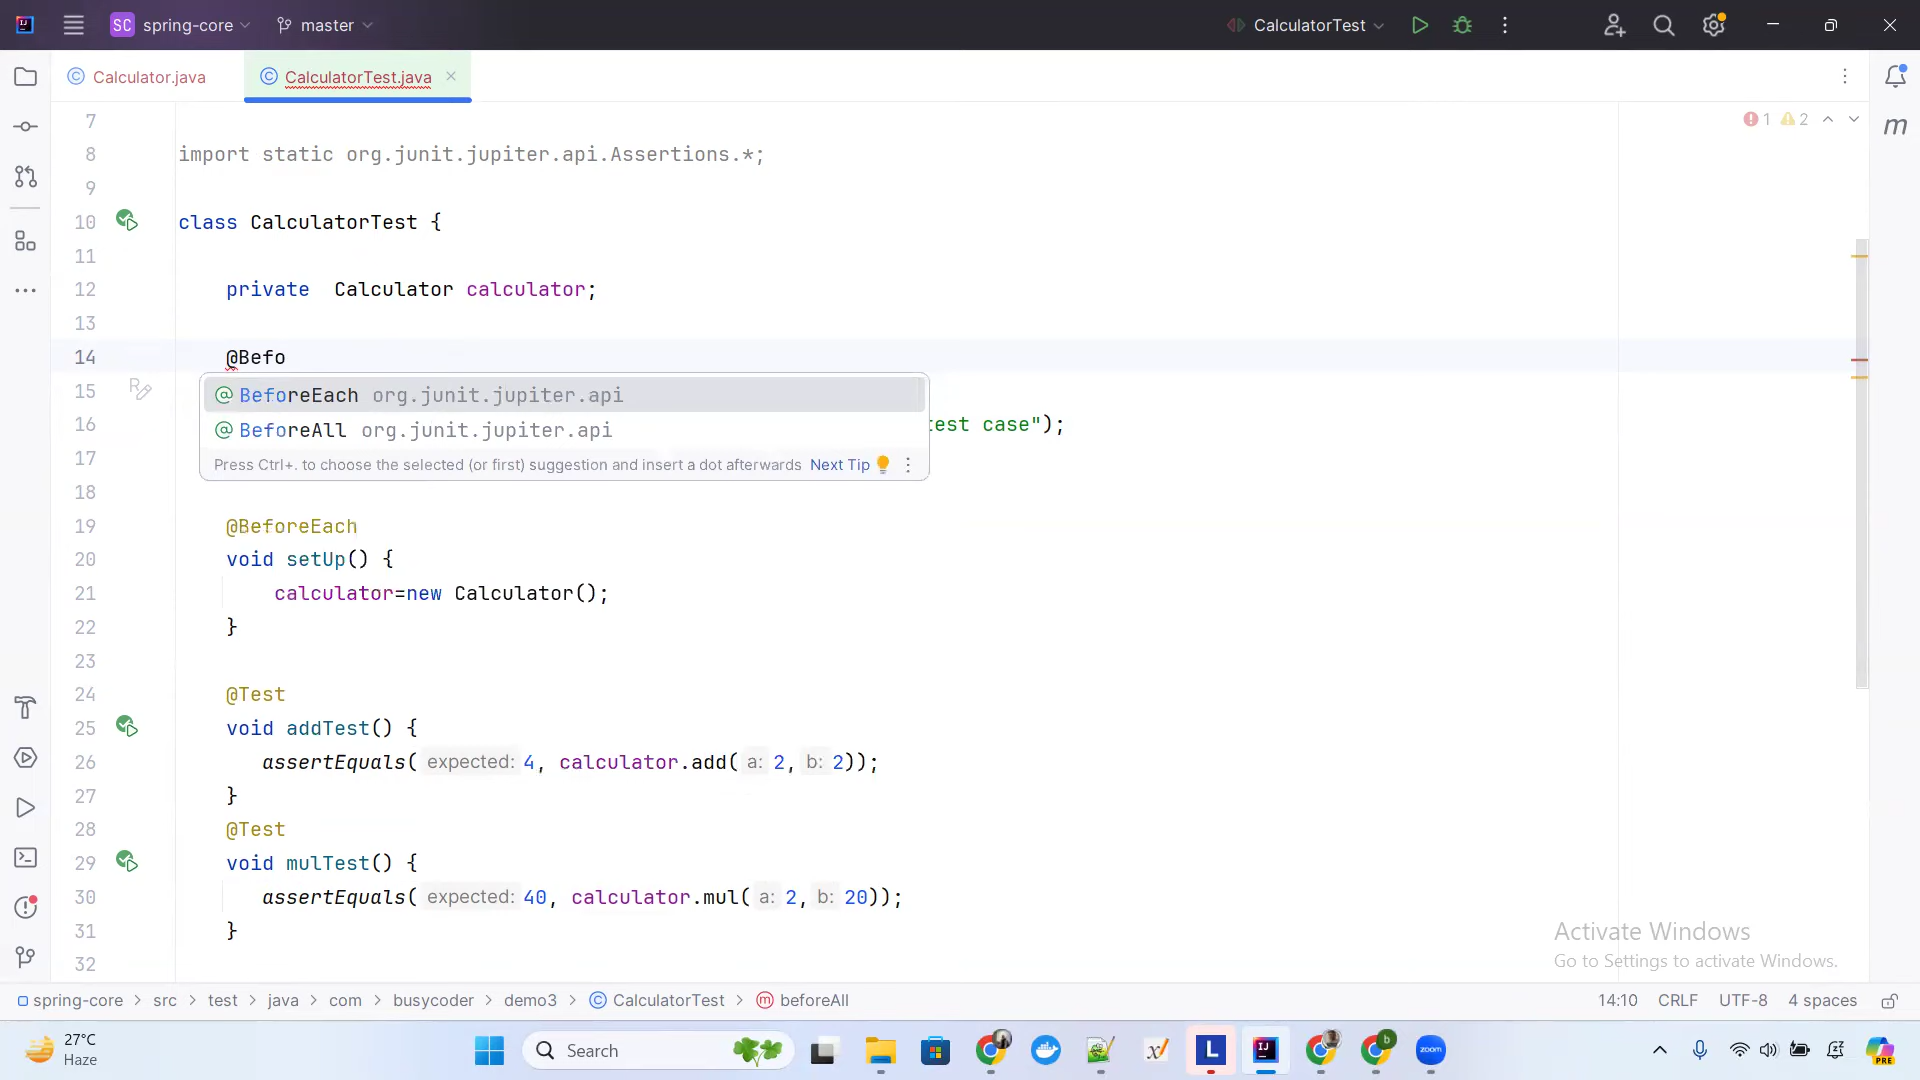 SC spring-core master CalculatorTest
Calculator.java CalculatorTest.java
7
8 import static org.junit.jupiter.api.Assertions.*;
1 2
9
10 class CalculatorTest {
11
12 private Calculator calculator;
13
14 @Befo
15
BeforeEach org.junit.jupiter.api
16 est case");
BeforeAll org.junit.jupiter.api
17
Press Ctrl+. to choose the selected (or first) suggestion and insert a dot afterwards Next Tip
18
19 @BeforeEach
20 void setUp() {
21 calculator=new Calculator();
22 }
23
24 @Test
25 void addTest() {
26 assertEquals( expected: 4, calculator.add( a: 2, b: 2));
27 }
28 @Test
29 void mulTest() {
30 assertEquals( expected: 40, calculator.mul( a: 2, b: 20));
31 }
32
Activate Windows
Go to Settings to activate Windows.
spring-core > src > test > java > com > busycoder > demo3 > CalculatorTest > beforeAll 14:10 CRLF UTF-8 4 spaces
27°C
Haze
Search
L
zoom
PRE